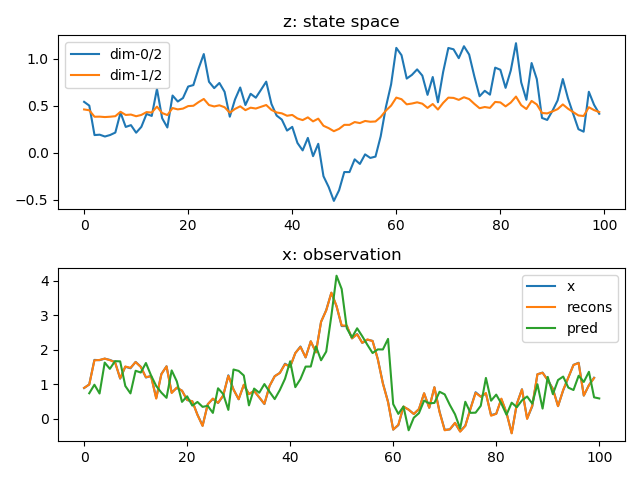 z: state space
dim-0/2
dim-1/2
1.0
0.5
0.0
−0.5
0 20 40 60 80 100
x: observation
x
recons
pred
4
3
2
1
0
0 20 40 60 80 100